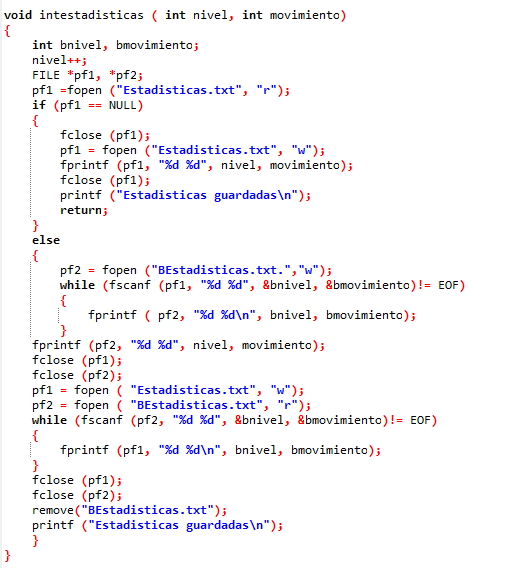 void intestadisticas ( int nivel, int movimiento)
{
int bnivel, bmovimiento;
nivel++;
FILE *pf1, *pf2;
pf1 =fopen ("Estadisticas.txt", "r");
if (pf1 == NULL)
{
fclose (pf1);
pf1 = fopen ("Estadisticas.txt", "w");
fprintf (pf1, "%d %d", nivel, movimiento);
fclose (pf1);
printf ("Estadisticas guardadas\n");
return;
}
else
{
pf2 = fopen ("BEstadisticas.txt.","w");
while (fscanf (pf1, "%d %d", &bnivel, &bmovimiento)!= EOF)
{
fprintf ( pf2, "%d %d\n", bnivel, bmovimiento);
}
fprintf (pf2, "%d %d", nivel, movimiento);
fclose (pf1);
fclose (pf2);
pf1 = fopen ( "Estadisticas.txt", "w");
pf2 = fopen ( "BEstadisticas.txt", "r");
while (fscanf (pf2, "%d %d", &bnivel, &bmovimiento)!= EOF)
{
fprintf (pf1, "%d %d\n", bnivel, bmovimiento);
}
fclose (pf1);
fclose (pf2);
remove("BEstadisticas.txt");
printf ("Estadisticas guardadas\n");
}
}